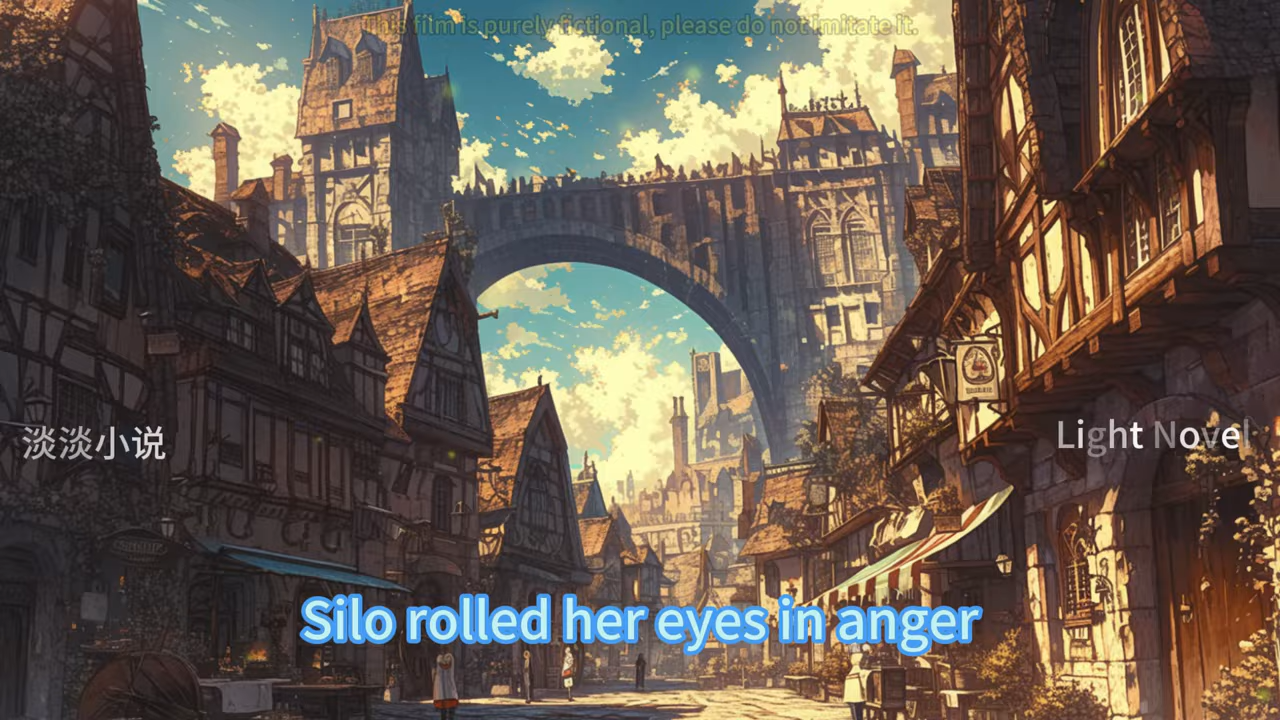 This film is purely fictional, please do not imitate it.
淡淡小说
Light Novel
Silo rolled her eyes in anger